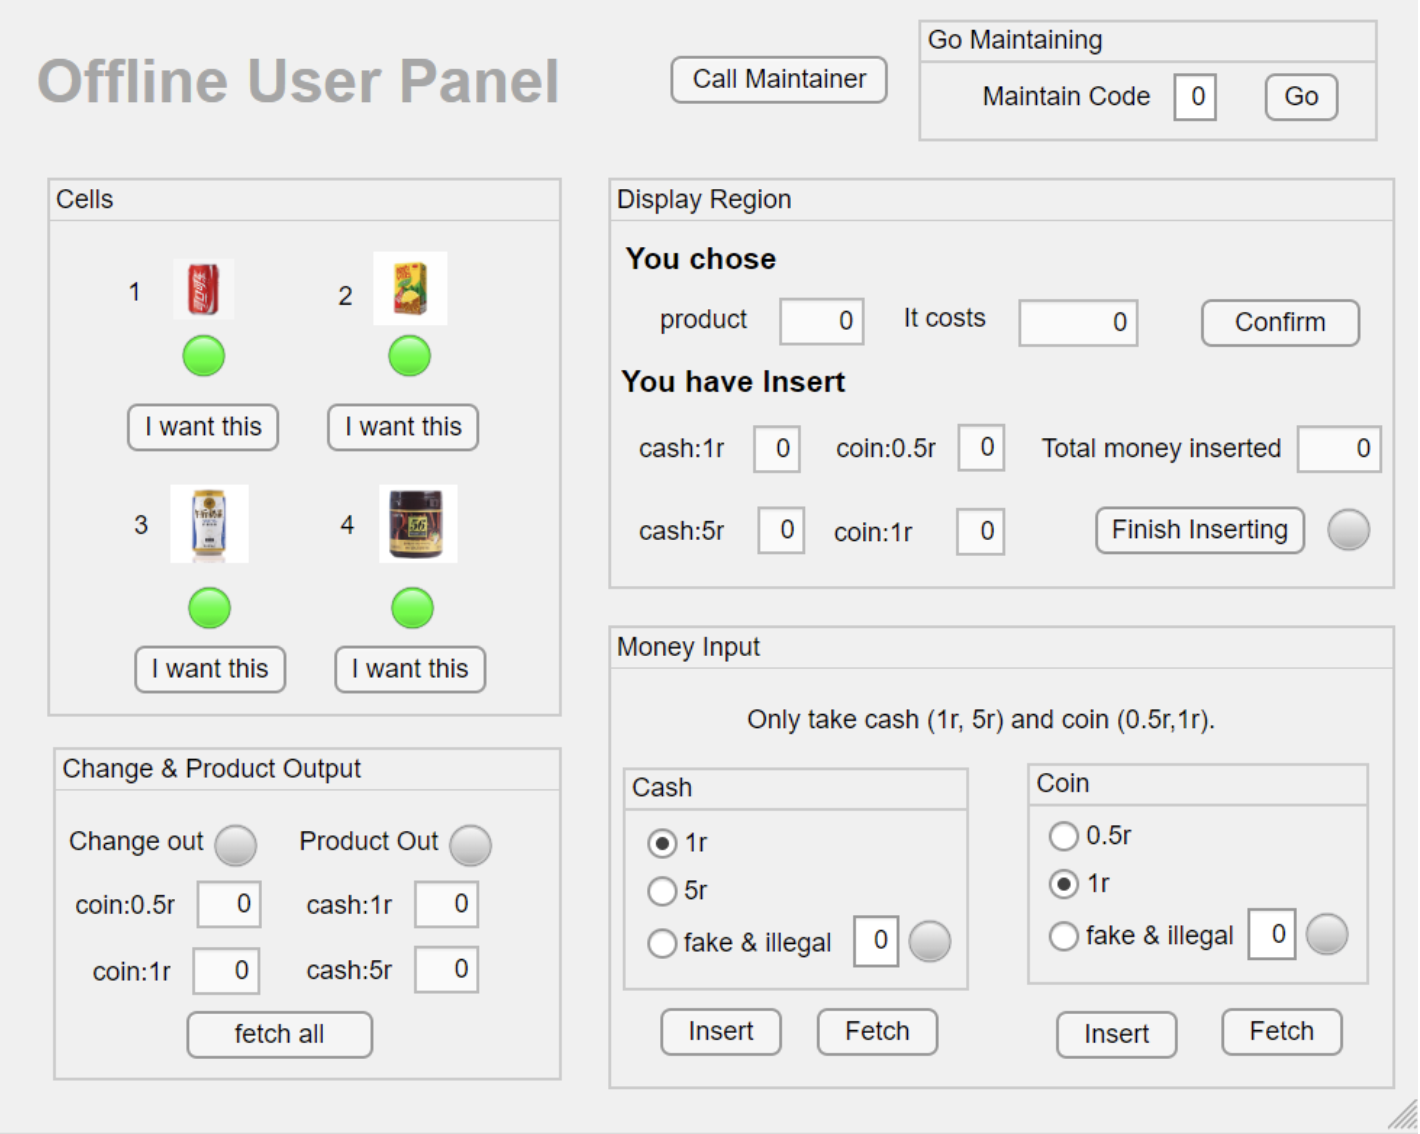 Offline User Panel
Call Maintainer
Go Maintaining
Maintain Code 0 Go
Cells
1 2
I want this I want this
3 4
56
I want this I want this
Display Region
You chose
product 0 It costs 0 Confirm
You have Insert
cash:1r 0 coin:0.5r 0 Total money inserted 0
cash:5r 0 coin:1r 0 Finish Inserting
Change & Product Output
Change out Product Out
coin:0.5r 0 cash:1r 0
coin:1r 0 cash:5r 0
fetch all
Money Input
Only take cash (1r, 5r) and coin (0.5r,1r).
Cash
1r
5r
fake & illegal 0
Insert Fetch
Coin
0.5r
1r
fake & illegal 0
Insert Fetch